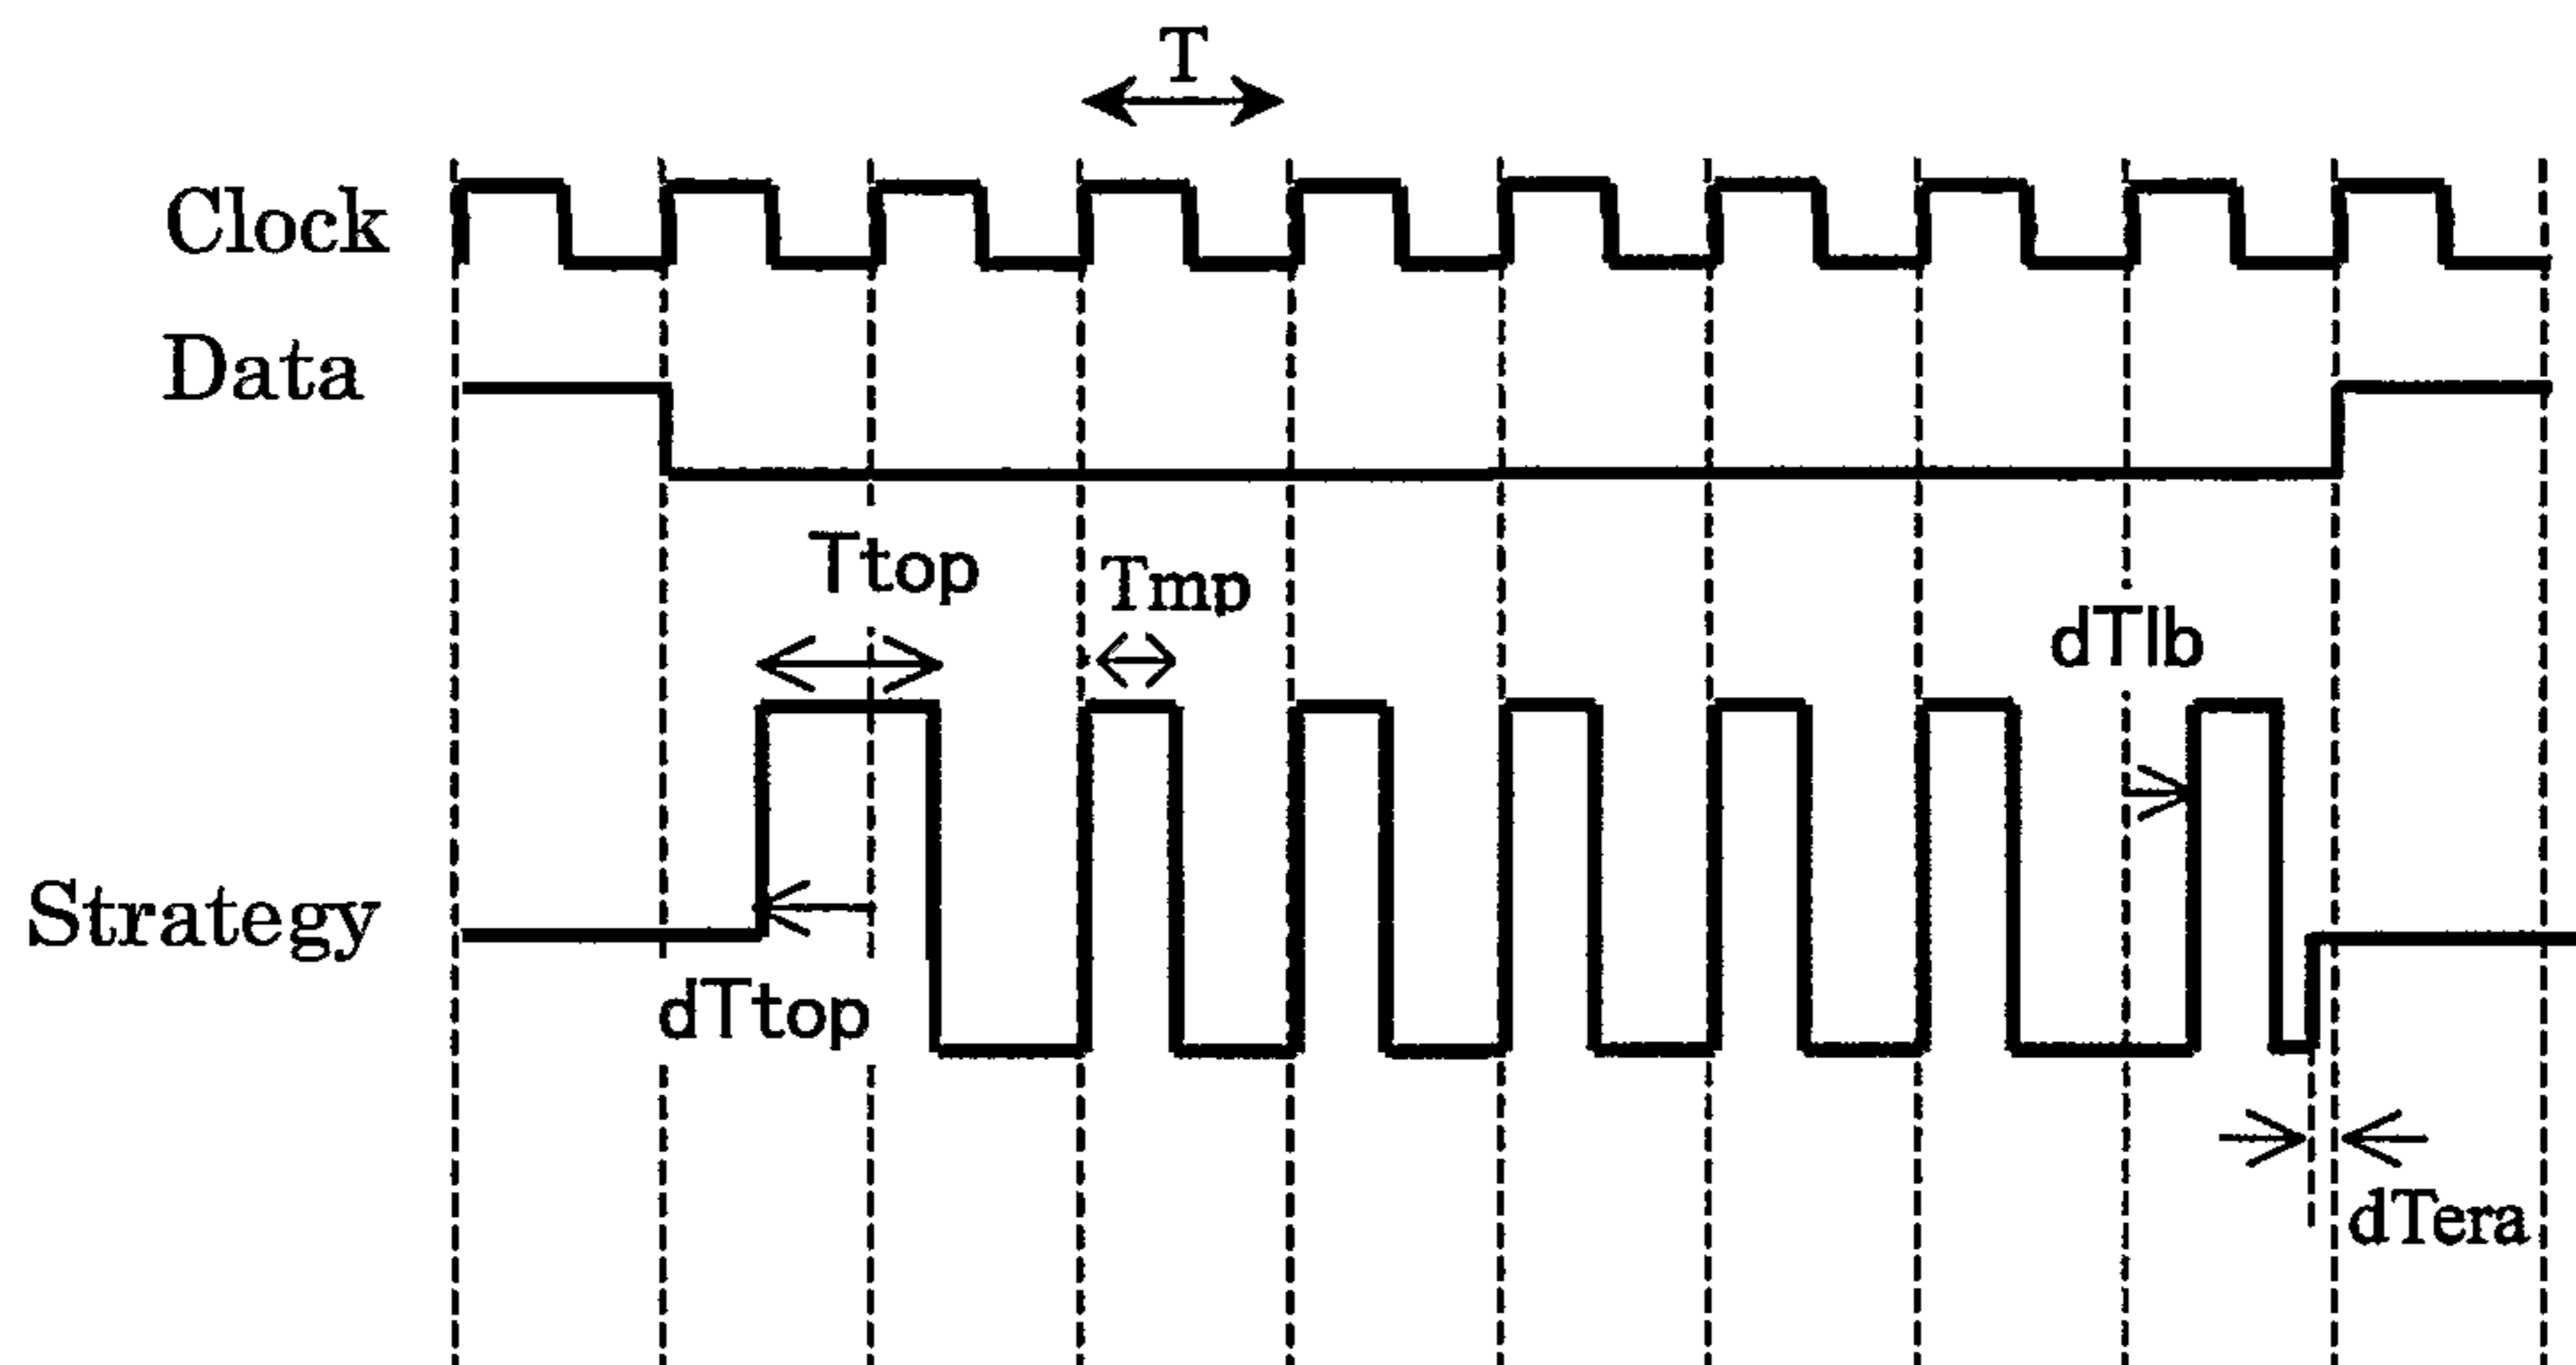 T
Clock
Data
Ttop
Tmp
dTlb
Strategy
dTtop
dTera